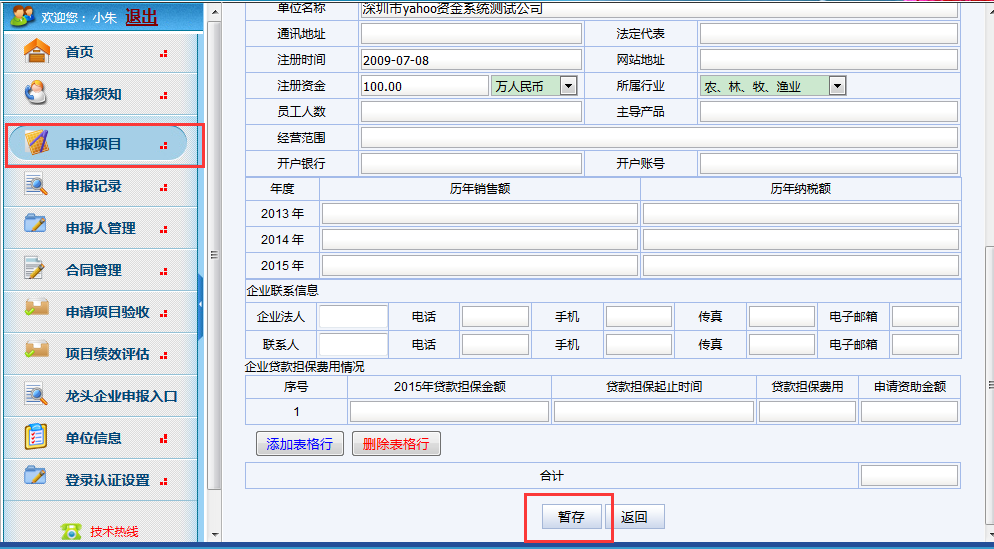 欢迎您： 小朱 退出
首页
填报须知
申报项目
申报记录
申报人管理
合同管理
申请项目验收
项目绩效评估
龙头企业申报入口
单位信息
登录认证设置
技术热线
单位名称 深圳市yahoo资金系统测试公司
通讯地址 法定代表
注册时间 2009-07-08 网站地址
注册资金 100.00 万人民币 所属行业 农、林、牧、渔业
员工人数 主导产品
经营范围
开户银行 开户账号
年度 历年销售额 历年纳税额
2013 年
2014 年
2015 年
企业联系信息
企业法人 电话 手机 传真 电子邮箱
联系人 电话 手机 传真 电子邮箱
企业贷款担保费用情况
序号 2015年贷款担保金额 贷款担保起止时间 贷款担保费用 申请资助金额
1
添加表格行 删除表格行
合计
暂存 返回